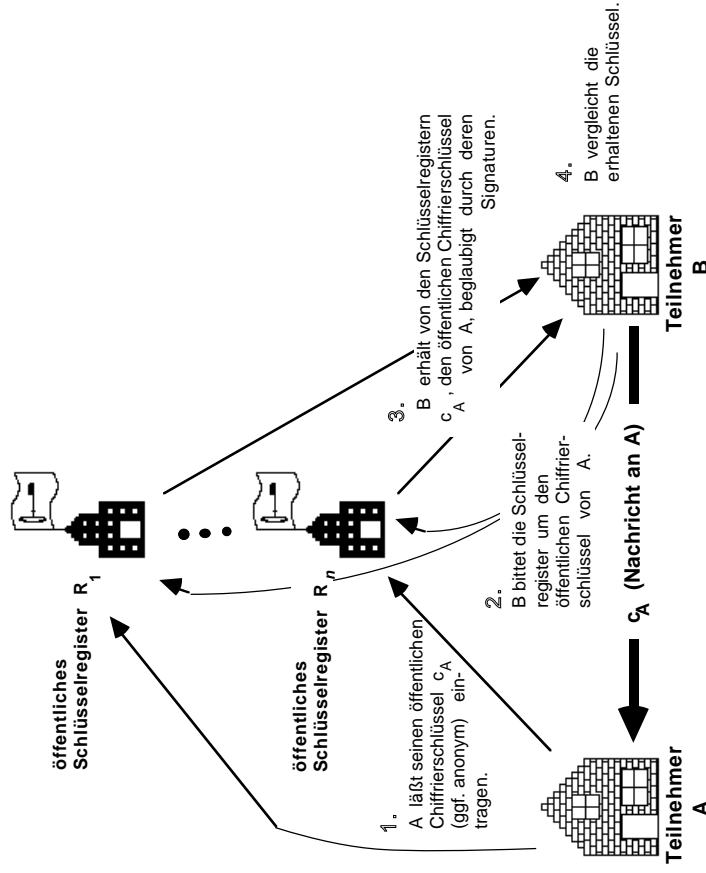 öffentliches
Schlüsselregister R1
öffentliches
Schlüsselregister Rn
1.
A läßt seinen öffentlichen
Chiffrierschlüssel cA
(ggf. anonym) ein-
tragen.
2.
B bittet die Schlüssel-
register um den
öffentlichen Chiffrier-
schlüssel von A.
3.
B erhält von den Schlüsselregistern
cA, den öffentlichen Chiffrierschlüssel
von A, beglaubigt durch deren
Signaturen.
4.
B vergleicht die
erhaltenen Schlüssel.
cA (Nachricht an A)
Teilnehmer
A
Teilnehmer
B